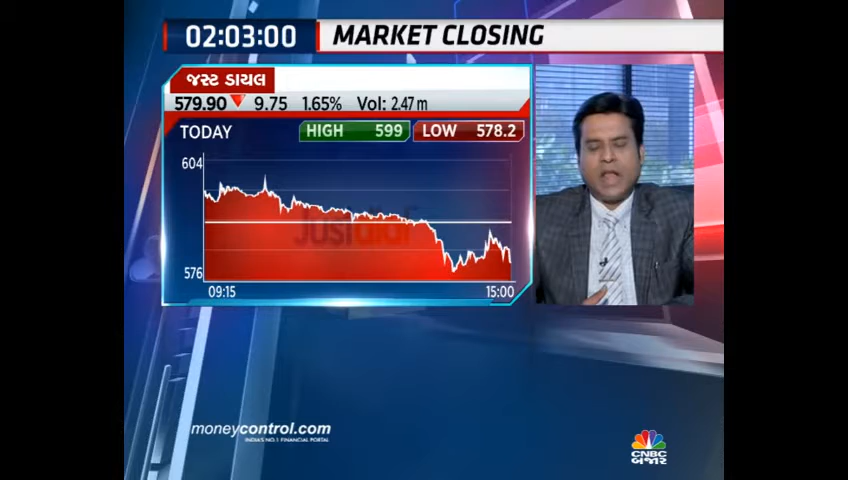 02:03:00
MARKET CLOSING
જસ્ટ ડાયલ
579.90 9.75 1.65% Vol: 2.47 m
TODAY HIGH 599 LOW 578.2
604
Justdial
576
09:15 15:00
moneycontrol.com
INDIA'S NO.1 FINANCIAL PORTAL
CNBC
બજાર